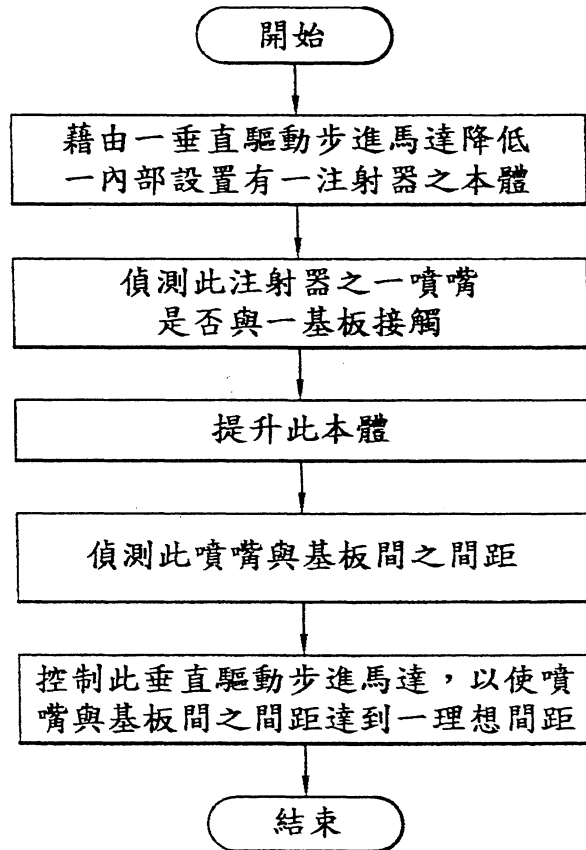 開始
藉由一垂直驅動步進馬達降低
一內部設置有一注射器之本體
偵測此注射器之一噴嘴
是否與一基板接觸
提升此本體
偵測此噴嘴與基板間之間距
控制此垂直驅動步進馬達，以使噴
嘴與基板間之間距達到一理想間距
結束